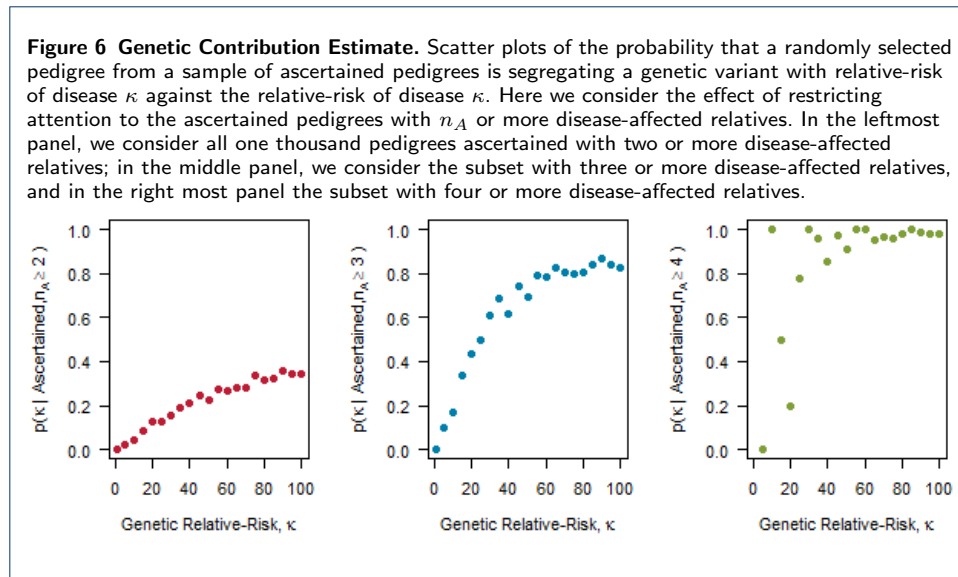 Figure 6 Genetic Contribution Estimate. Scatter plots of the probability that a randomly selected
pedigree from a sample of ascertained pedigrees is segregating a genetic variant with relative-risk
of disease κ against the relative-risk of disease κ. Here we consider the effect of restricting
attention to the ascertained pedigrees with n_A or more disease-affected relatives. In the leftmost
panel, we consider all one thousand pedigrees ascertained with two or more disease-affected
relatives; in the middle panel, we consider the subset with three or more disease-affected relatives,
and in the right most panel the subset with four or more disease-affected relatives.
p(κ | Ascertained,n_A ≥ 2)
1.0
0.8
0.6
0.4
0.2
0.0
0 20 40 60 80 100
Genetic Relative-Risk, κ
p(κ | Ascertained,n_A ≥ 3)
1.0
0.8
0.6
0.4
0.2
0.0
0 20 40 60 80 100
Genetic Relative-Risk, κ
p(κ | Ascertained,n_A ≥ 4)
1.0
0.8
0.6
0.4
0.2
0.0
0 20 40 60 80 100
Genetic Relative-Risk, κ